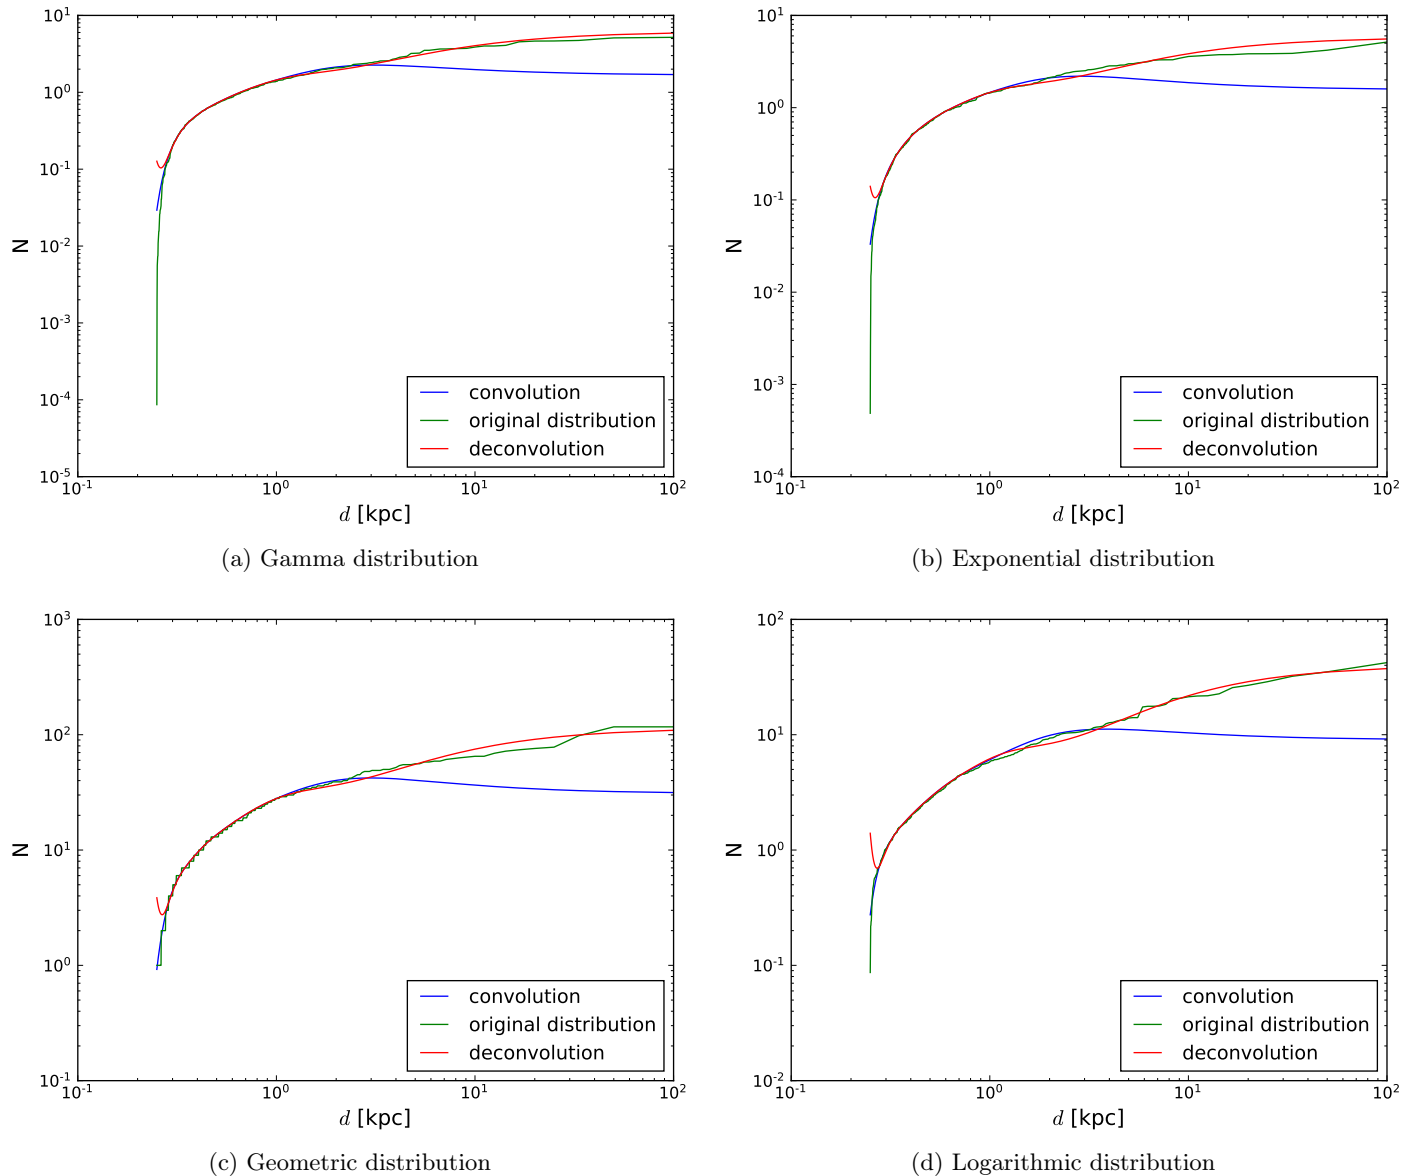 10^1
10^0
10^-1
10^-2
10^-3
10^-4
10^-5
N
convolution
original distribution
deconvolution
10^-1 10^0 10^1 10^2
d [kpc]
(a) Gamma distribution
10^1
10^0
10^-1
10^-2
10^-3
10^-4
N
convolution
original distribution
deconvolution
10^-1 10^0 10^1 10^2
d [kpc]
(b) Exponential distribution
10^3
10^2
10^1
10^0
10^-1
N
convolution
original distribution
deconvolution
10^-1 10^0 10^1 10^2
d [kpc]
(c) Geometric distribution
10^2
10^1
10^0
10^-1
10^-2
N
convolution
original distribution
deconvolution
10^-1 10^0 10^1 10^2
d [kpc]
(d) Logarithmic distribution